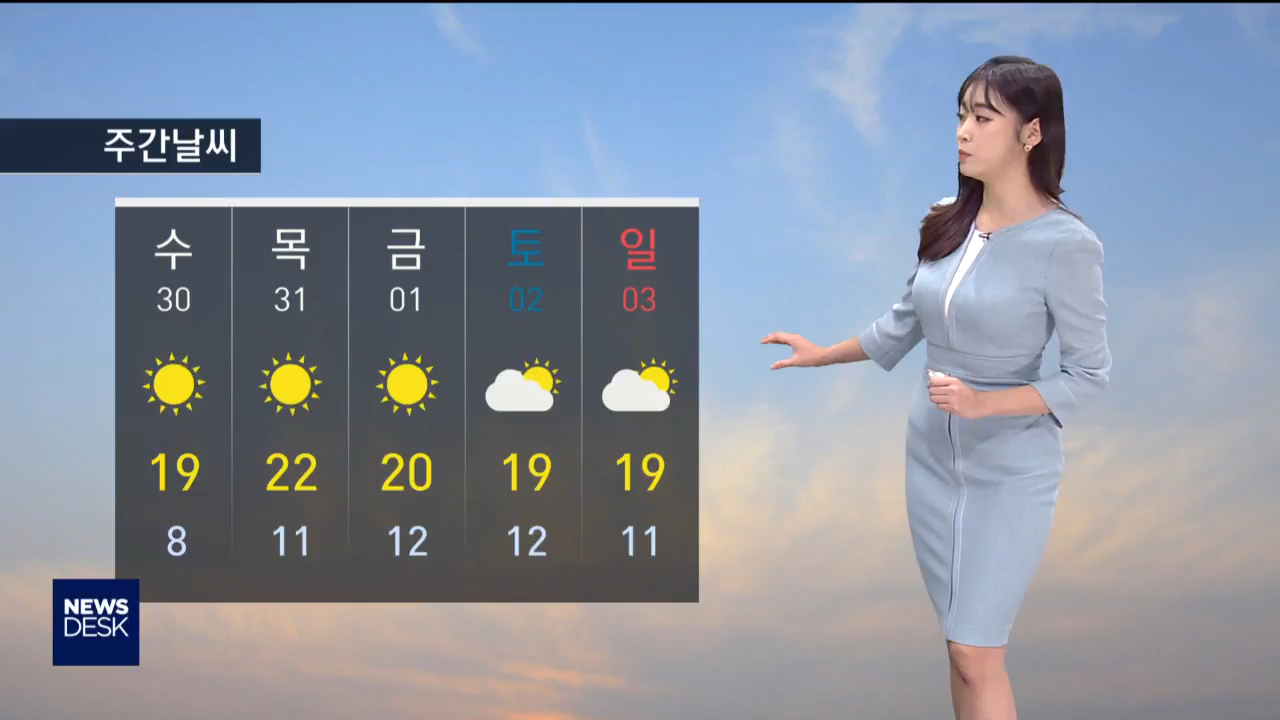 주간날씨
수 목 금 토 일
30 31 01 02 03
19 22 20 19 19
8 11 12 12 11
NEWS
DESK